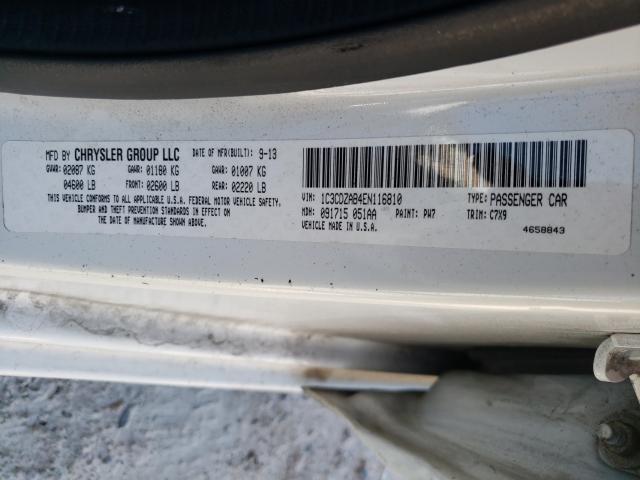 MFD BY CHRYSLER GROUP LLC DATE OF MFR(BUILT): 9-13
GVWR: 02087 KG GAWR: 01180 KG GAWR: 01007 KG
04600 LB FRONT: 02600 LB REAR: 02220 LB
THIS VEHICLE CONFORMS TO ALL APPLICABLE U.S.A. FEDERAL MOTOR VEHICLE SAFETY,
BUMPER AND THEFT PREVENTION STANDARDS IN EFFECT ON
THE DATE OF MANUFACTURE SHOWN ABOVE.
VIN: 1C3CDZAB4EN116810 TYPE: PASSENGER CAR
MDH: 091715 051AA PAINT: PW7 TRIM: C7X9
VEHICLE MADE IN U.S.A. 4658843